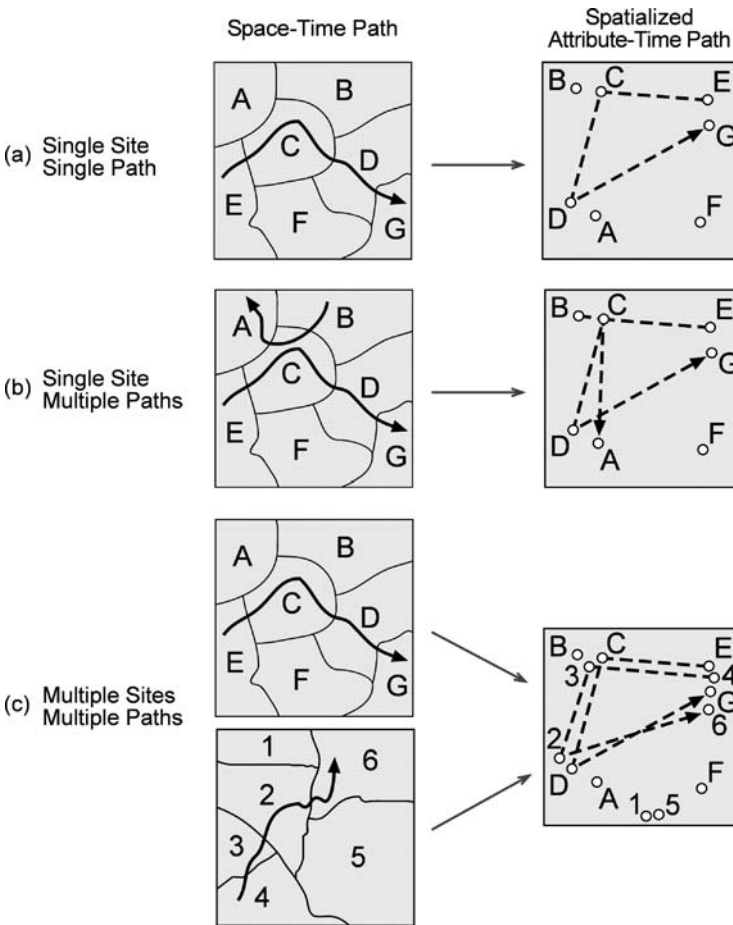 Space-Time Path
Spatialized
Attribute-Time Path
(a) Single Site
Single Path
A
B
C
D
E
F
G
B
C
E
G
D
A
F
(b) Single Site
Multiple Paths
A
B
C
D
E
F
G
B
C
E
G
D
A
F
(c) Multiple Sites
Multiple Paths
A
B
C
D
E
F
G
1
6
2
3
5
4
B
C
E
3
4
G
2
6
D
A
F
1
5